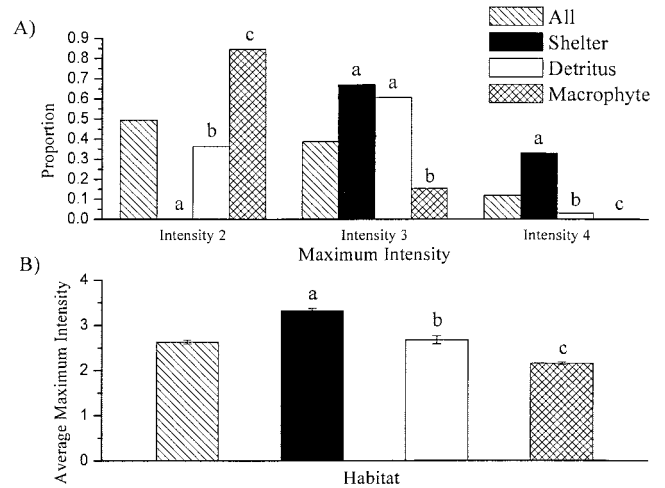 A)
All
Shelter
Detritus
Macrophyte
0.9
0.8
0.7
0.6
0.5
0.4
0.3
0.2
0.1
0.0
Proportion
a
b
c
a
a
b
a
b
c
Intensity 2
Intensity 3
Intensity 4
Maximum Intensity
B)
4
3
2
1
0
Average Maximum Intensity
a
b
c
Habitat